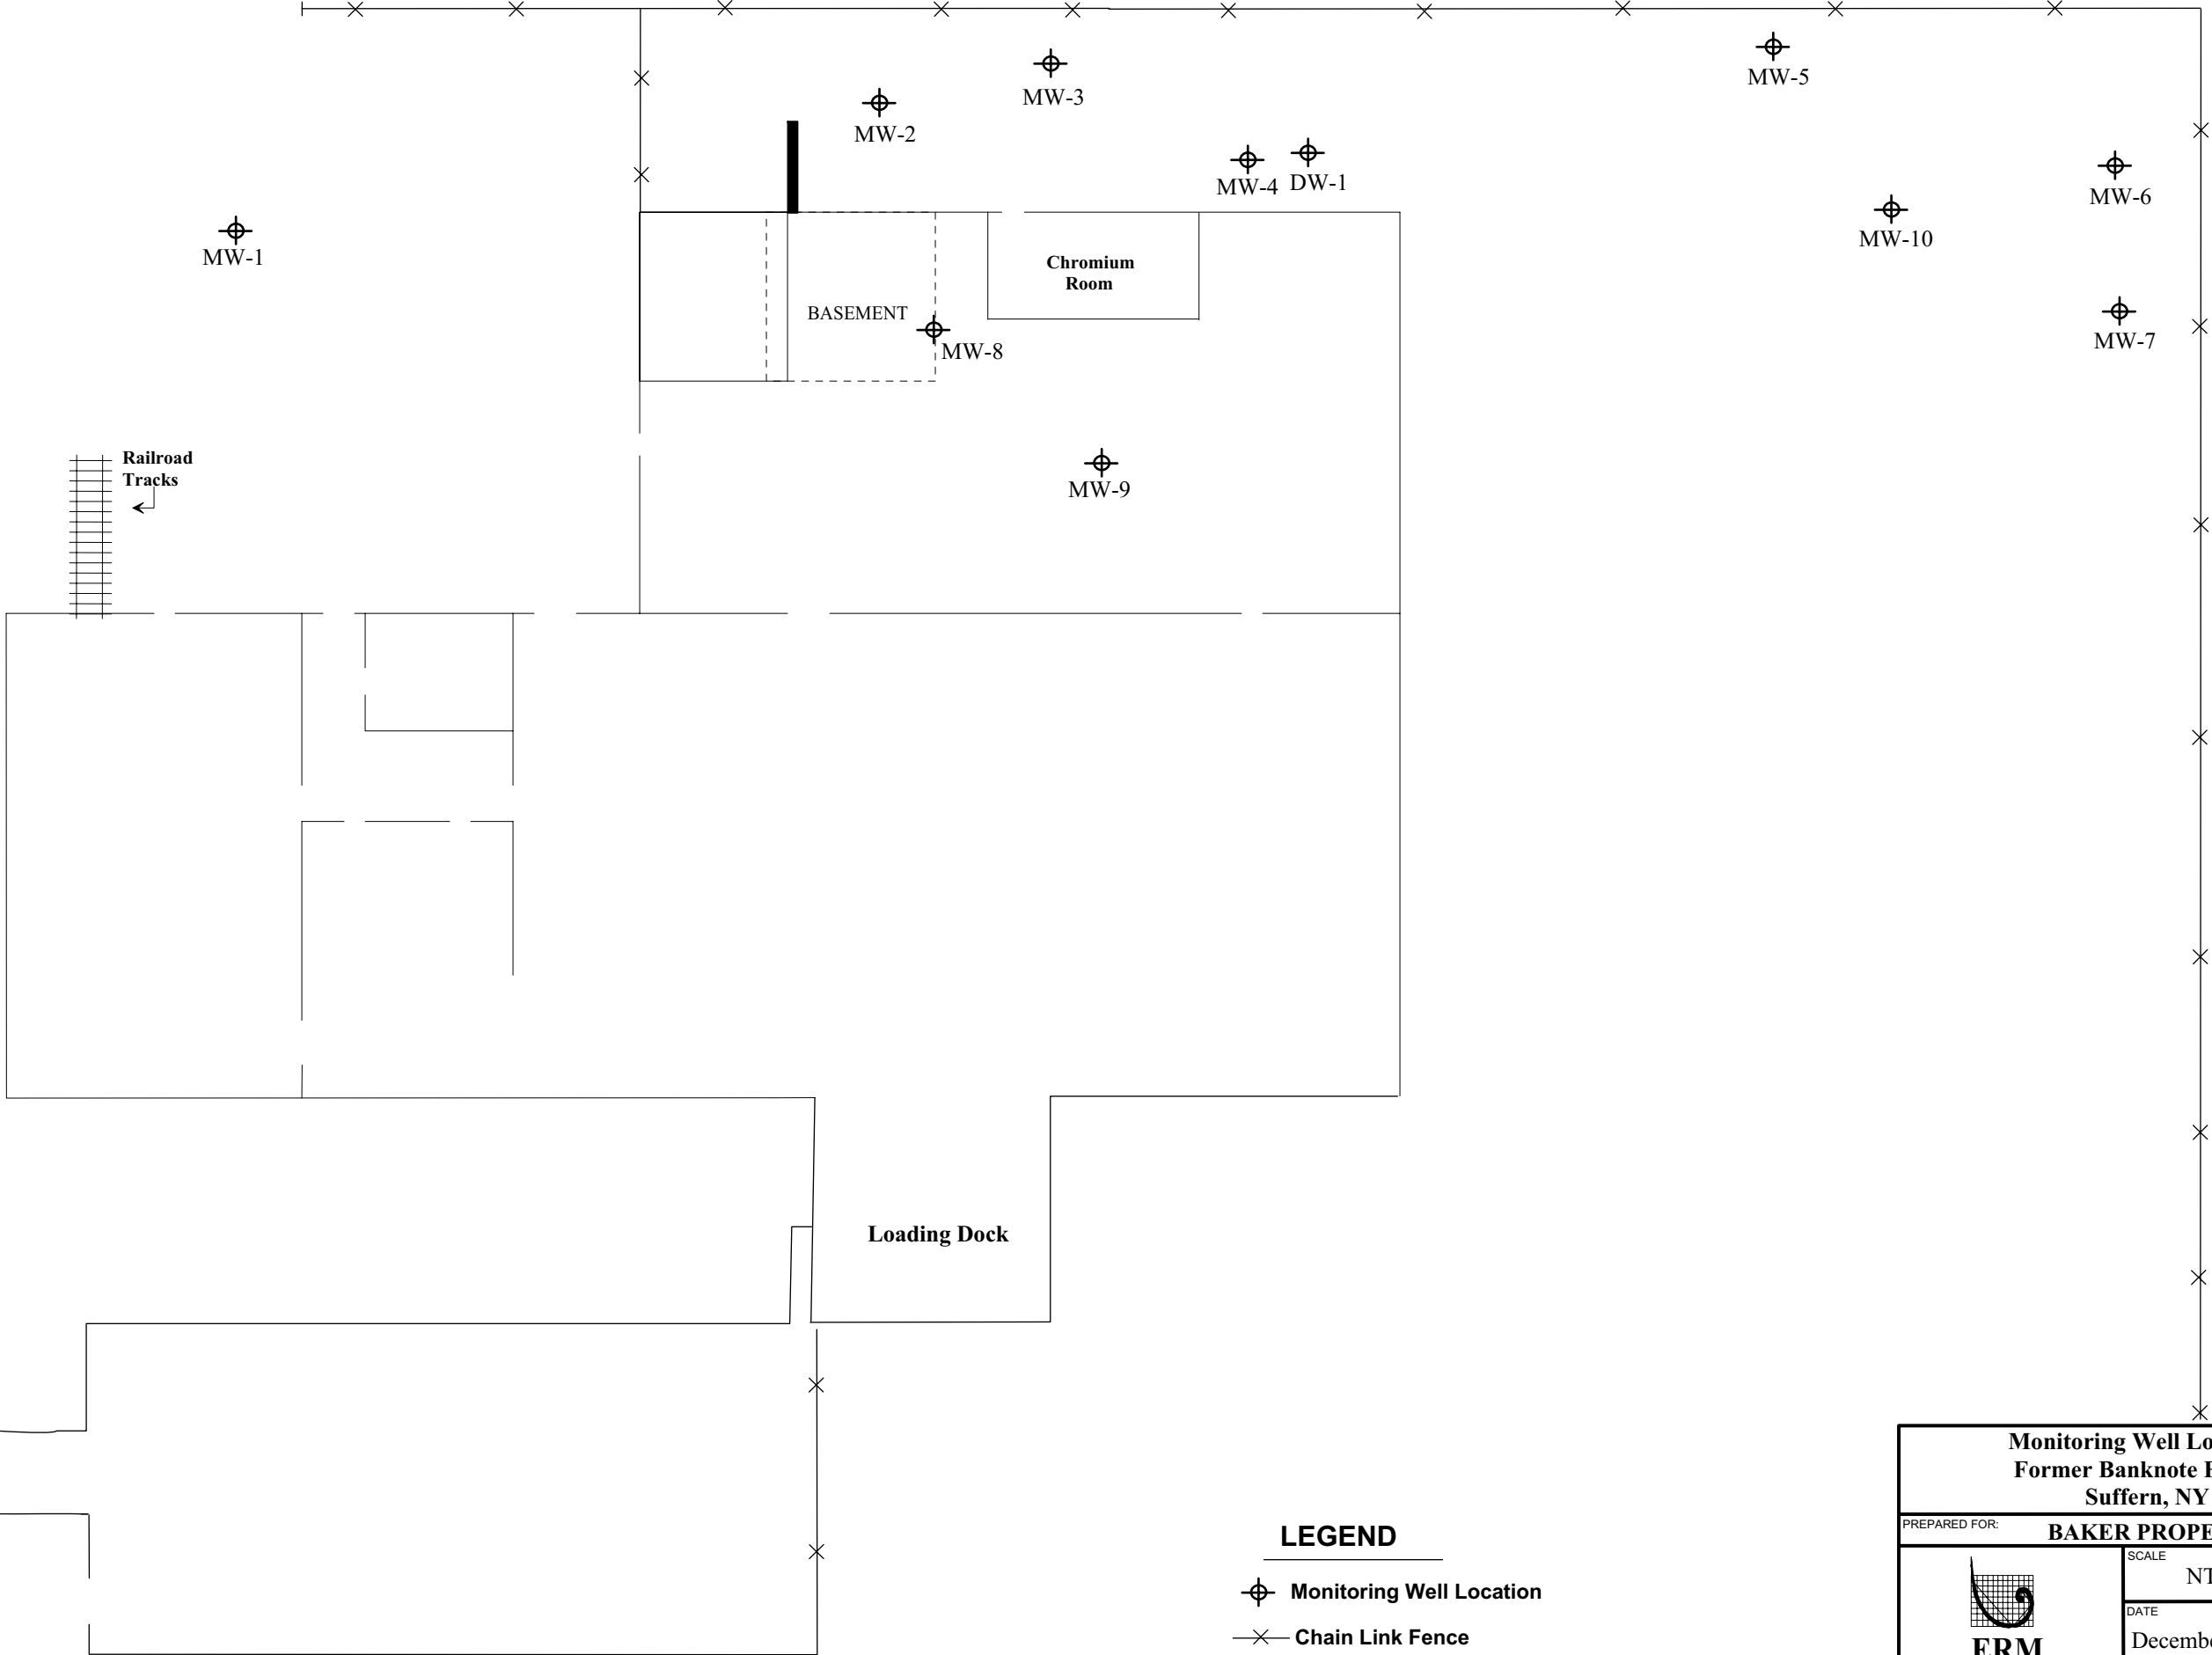 MW-5
MW-3
MW-2
MW-4
DW-1
MW-6
MW-10
MW-1
Chromium
Room
BASEMENT
MW-8
MW-7
Railroad
Tracks
MW-9
Loading Dock
Monitoring Well Lo
Former Banknote
Suffern, NY
PREPARED FOR:
BAKER PROPE
SCALE
NT
DATE
Decemb
ERM
LEGEND
Monitoring Well Location
Chain Link Fence